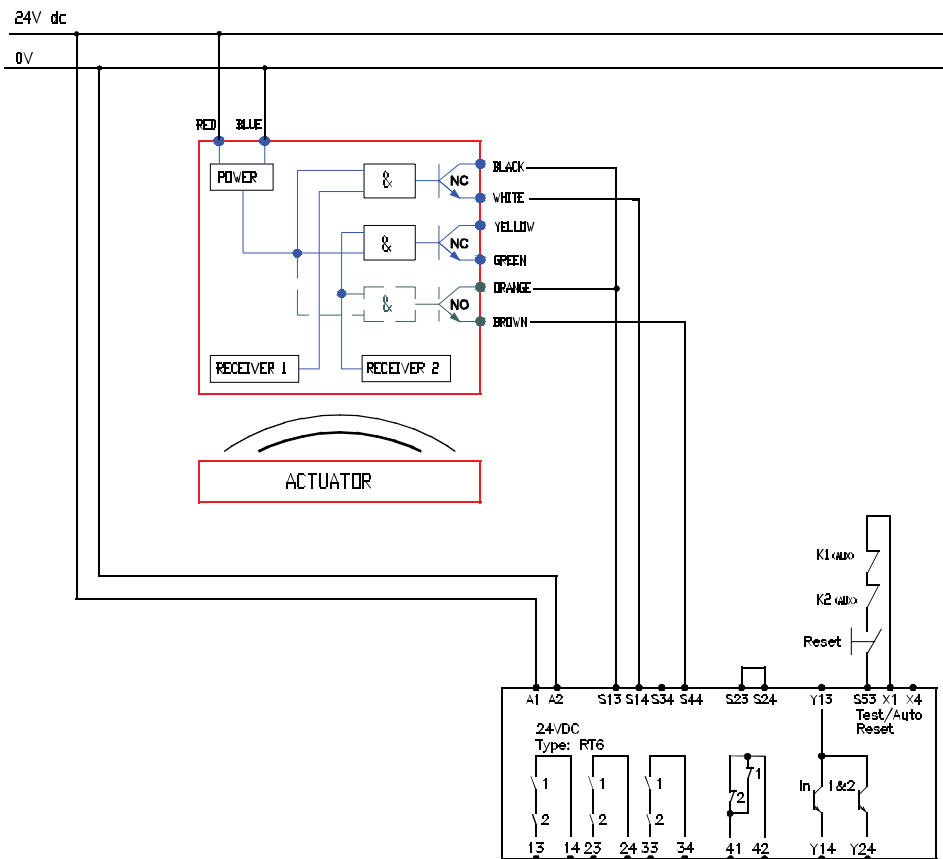 24V dc
0V
RED BLUE
POWER
& NC
BLACK
WHITE
& NC
YELLOW
GREEN
& NO
ORANGE
BROWN
RECEIVER 1 RECEIVER 2
ACTUATOR
K1 (AUX)
K2 (AUX)
Reset
A1 A2 S13 S14 S34 S44 S23 S24 Y13 S53 X1 X4
Test/Auto
Reset
24VDC
Type: RT6
1 1 1 1 In 1&2
2 2 2 2
13 14 23 24 33 34 41 42 Y14 Y24